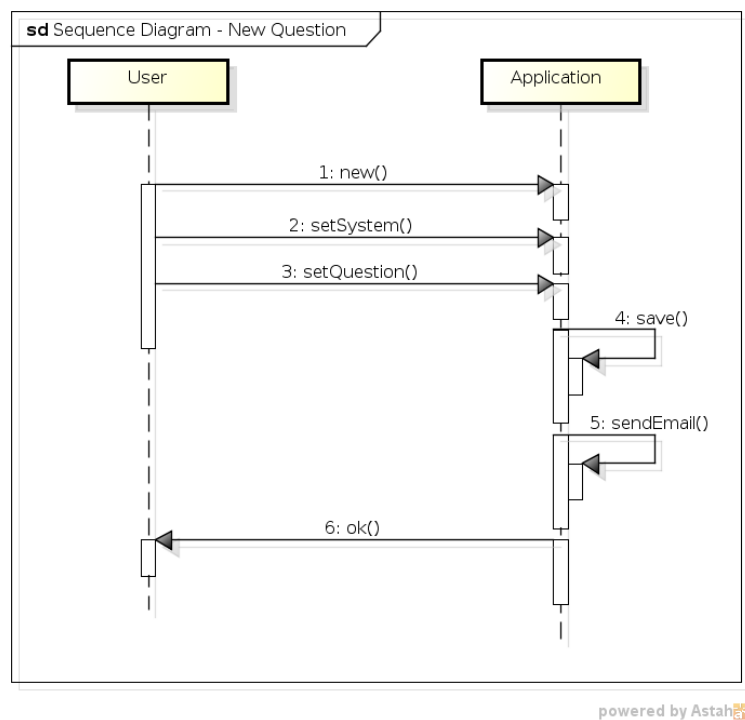 sd Sequence Diagram - New Question
User
Application
1: new()
2: setSystem()
3: setQuestion()
4: save()
5: sendEmail()
6: ok()
powered by Astah